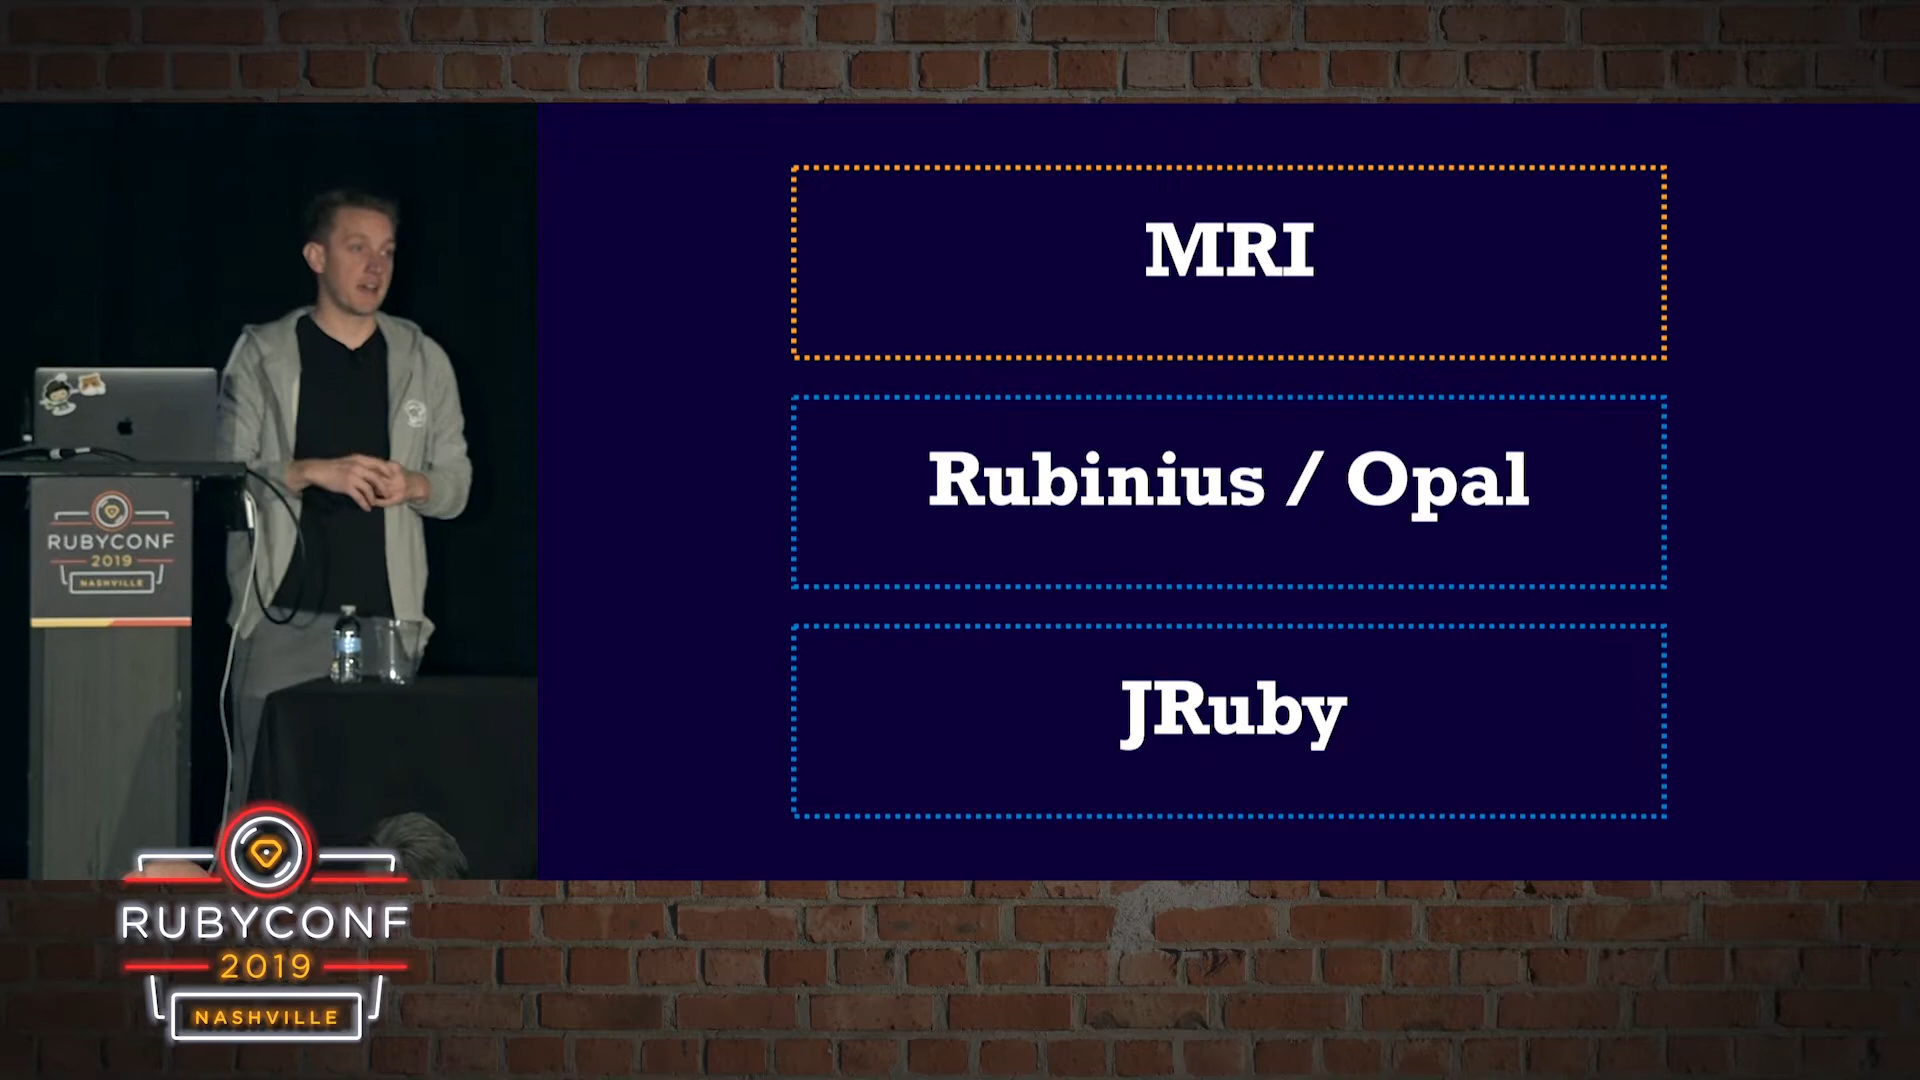 MRI
Rubinius / Opal
JRuby
RUBYCONF
2019
NASHVILLE
RUBYCONF
2019
NASHVILLE